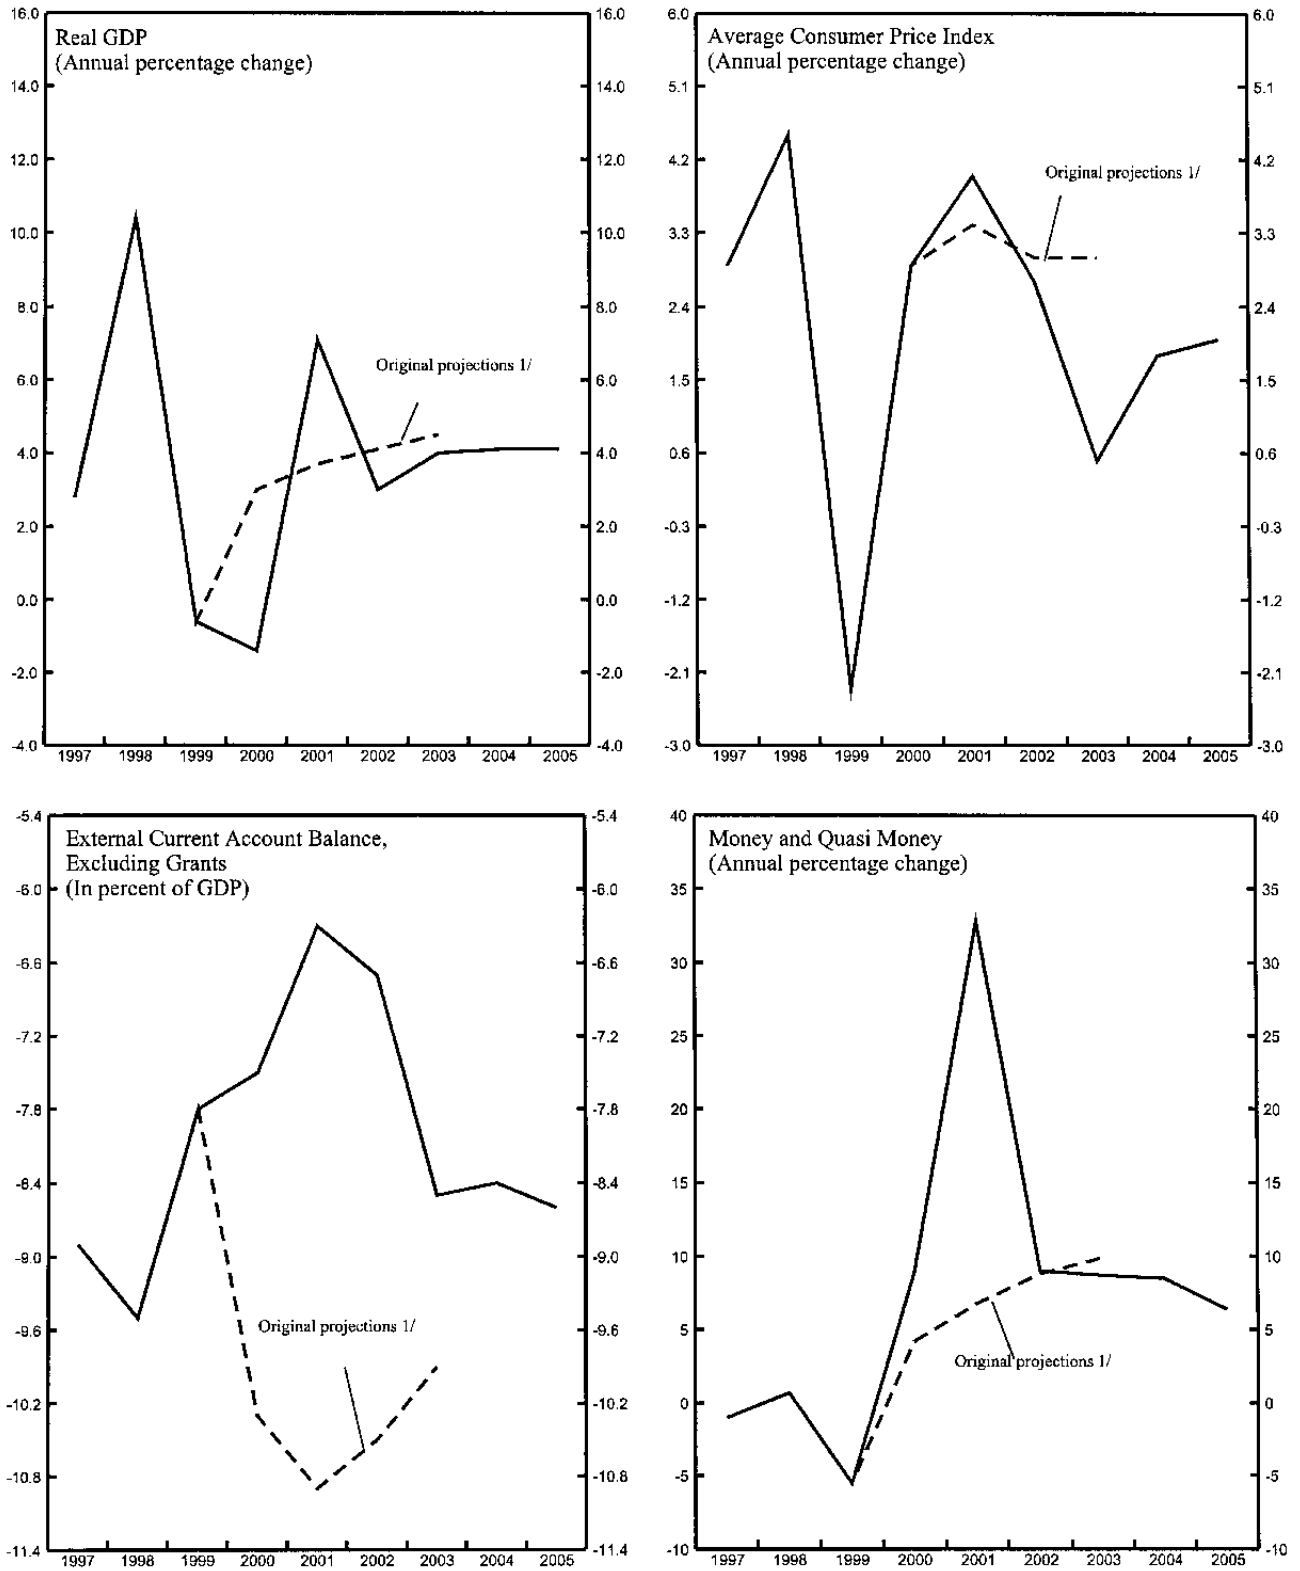 Real GDP
(Annual percentage change)
16.0 16.0
14.0 14.0
12.0 12.0
10.0 10.0
8.0 8.0
Original projections 1/
6.0 6.0
4.0 4.0
2.0 2.0
0.0 0.0
-2.0 -2.0
-4.0 -4.0
1997 1998 1999 2000 2001 2002 2003 2004 2005
Average Consumer Price Index
(Annual percentage change)
6.0 6.0
5.1 5.1
4.2 4.2
Original projections 1/
3.3 3.3
2.4 2.4
1.5 1.5
0.6 0.6
-0.3 -0.3
-1.2 -1.2
-2.1 -2.1
-3.0 -3.0
1997 1998 1999 2000 2001 2002 2003 2004 2005
External Current Account Balance,
Excluding Grants
(In percent of GDP)
-5.4 -5.4
-6.0 -6.0
-6.6 -6.6
-7.2 -7.2
-7.8 -7.8
-8.4 -8.4
-9.0 -9.0
Original projections 1/
-9.6 -9.6
-10.2 -10.2
-10.8 -10.8
-11.4 -11.4
1997 1998 1999 2000 2001 2002 2003 2004 2005
Money and Quasi Money
(Annual percentage change)
40 40
35 35
30 30
25 25
20 20
15 15
10 10
5 5
Original projections 1/
0 0
-5 -5
-10 -10
1997 1998 1999 2000 2001 2002 2003 2004 2005